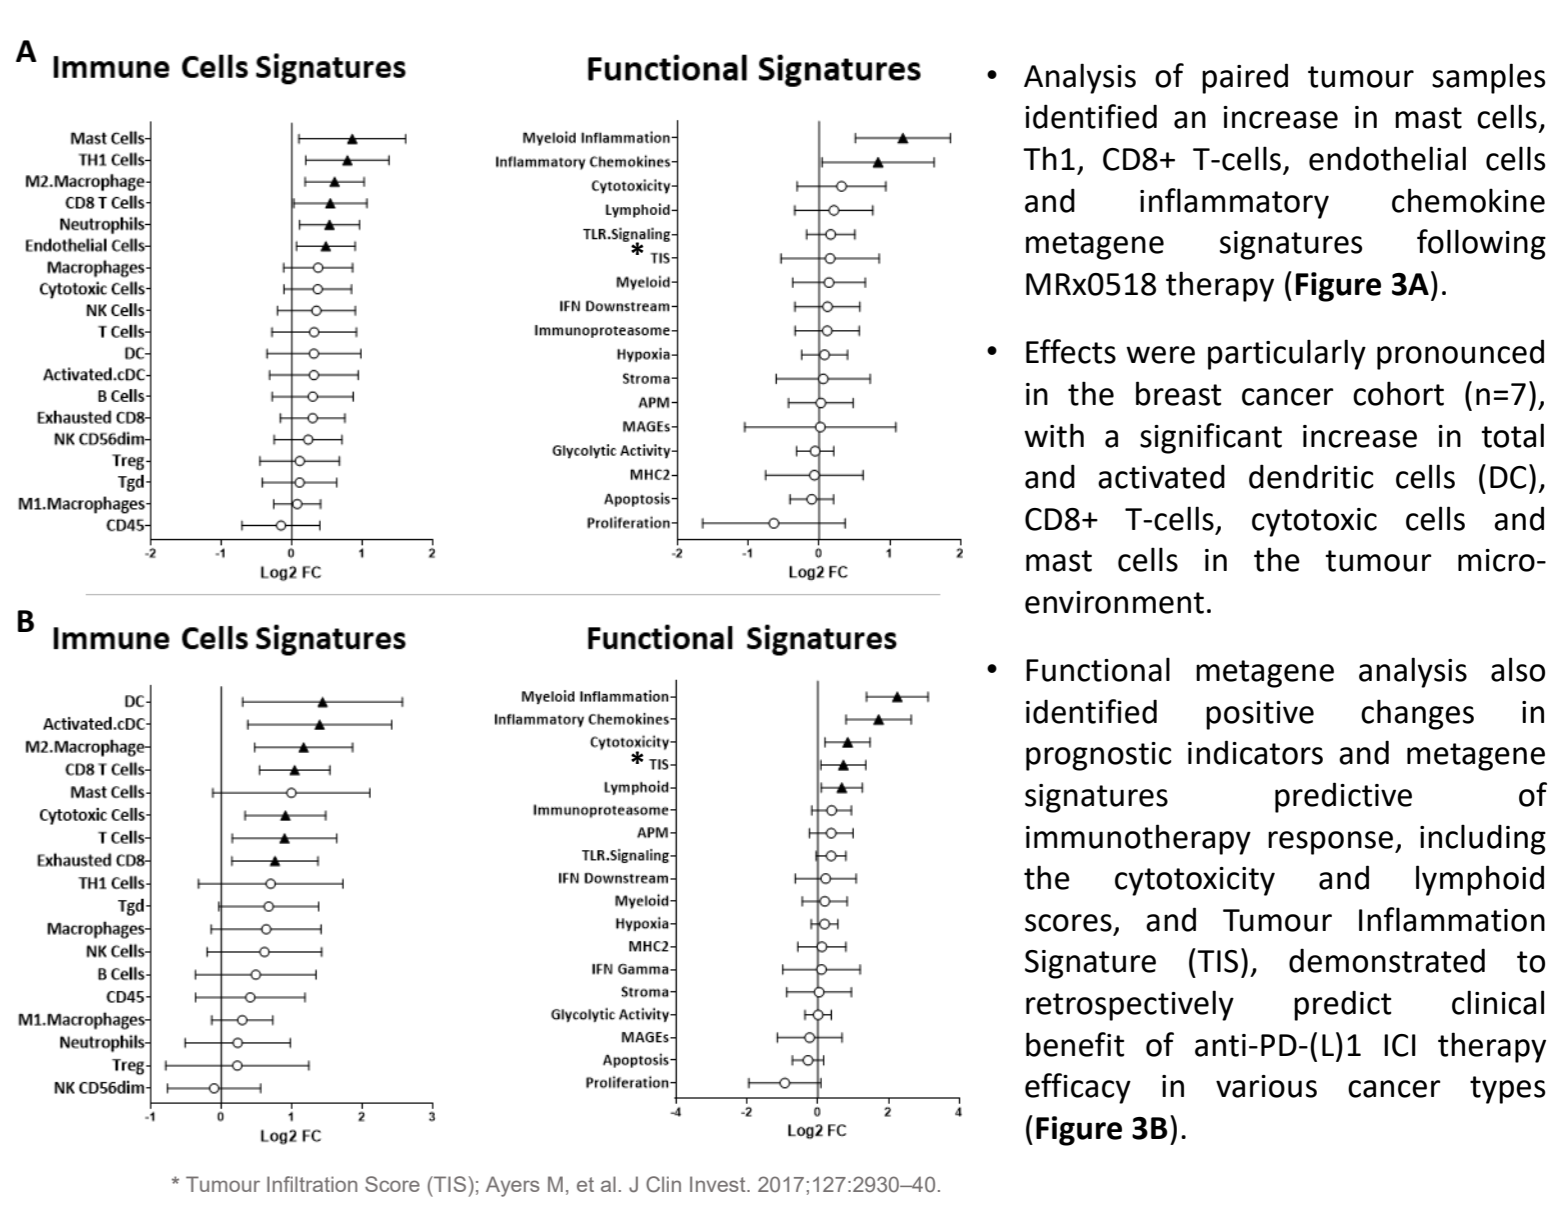 A
Immune Cells Signatures
Mast Cells
TH1 Cells
M2.Macrophage
CD8 T Cells
Neutrophils
Endothelial Cells
Macrophages
Cytotoxic Cells
NK Cells
T Cells
DC
Activated.cDC
B Cells
Exhausted CD8
NK CD56dim
Treg
Tgd
M1.Macrophages
CD45
-2 -1 0 1 2
Log2 FC
Functional Signatures
Myeloid Inflammation
Inflammatory Chemokines
Cytotoxicity
Lymphoid
TLR.Signaling
* TIS
Myeloid
IFN Downstream
Immunoproteasome
Hypoxia
Stroma
APM
MAGEs
Glycolytic Activity
MHC2
Apoptosis
Proliferation
-2 -1 0 1 2
Log2 FC
B
Immune Cells Signatures
DC
Activated.cDC
M2.Macrophage
CD8 T Cells
Mast Cells
Cytotoxic Cells
T Cells
Exhausted CD8
TH1 Cells
Tgd
Macrophages
NK Cells
B Cells
CD45
M1.Macrophages
Neutrophils
Treg
NK CD56dim
-1 0 1 2 3
Log2 FC
Functional Signatures
Myeloid Inflammation
Inflammatory Chemokines
Cytotoxicity
* TIS
Lymphoid
Immunoproteasome
APM
TLR.Signaling
IFN Downstream
Myeloid
Hypoxia
MHC2
IFN Gamma
Stroma
Glycolytic Activity
MAGEs
Apoptosis
Proliferation
-4 -2 0 2 4
Log2 FC
* Tumour Infiltration Score (TIS); Ayers M, et al. J Clin Invest. 2017;127:2930–40.
• Analysis of paired tumour samples
identified an increase in mast cells,
Th1, CD8+ T-cells, endothelial cells
and inflammatory chemokine
metagene signatures following
MRx0518 therapy (Figure 3A).
• Effects were particularly pronounced
in the breast cancer cohort (n=7),
with a significant increase in total
and activated dendritic cells (DC),
CD8+ T-cells, cytotoxic cells and
mast cells in the tumour micro-
environment.
• Functional metagene analysis also
identified positive changes in
prognostic indicators and metagene
signatures predictive of
immunotherapy response, including
the cytotoxicity and lymphoid
scores, and Tumour Inflammation
Signature (TIS), demonstrated to
retrospectively predict clinical
benefit of anti-PD-(L)1 ICI therapy
efficacy in various cancer types
(Figure 3B).